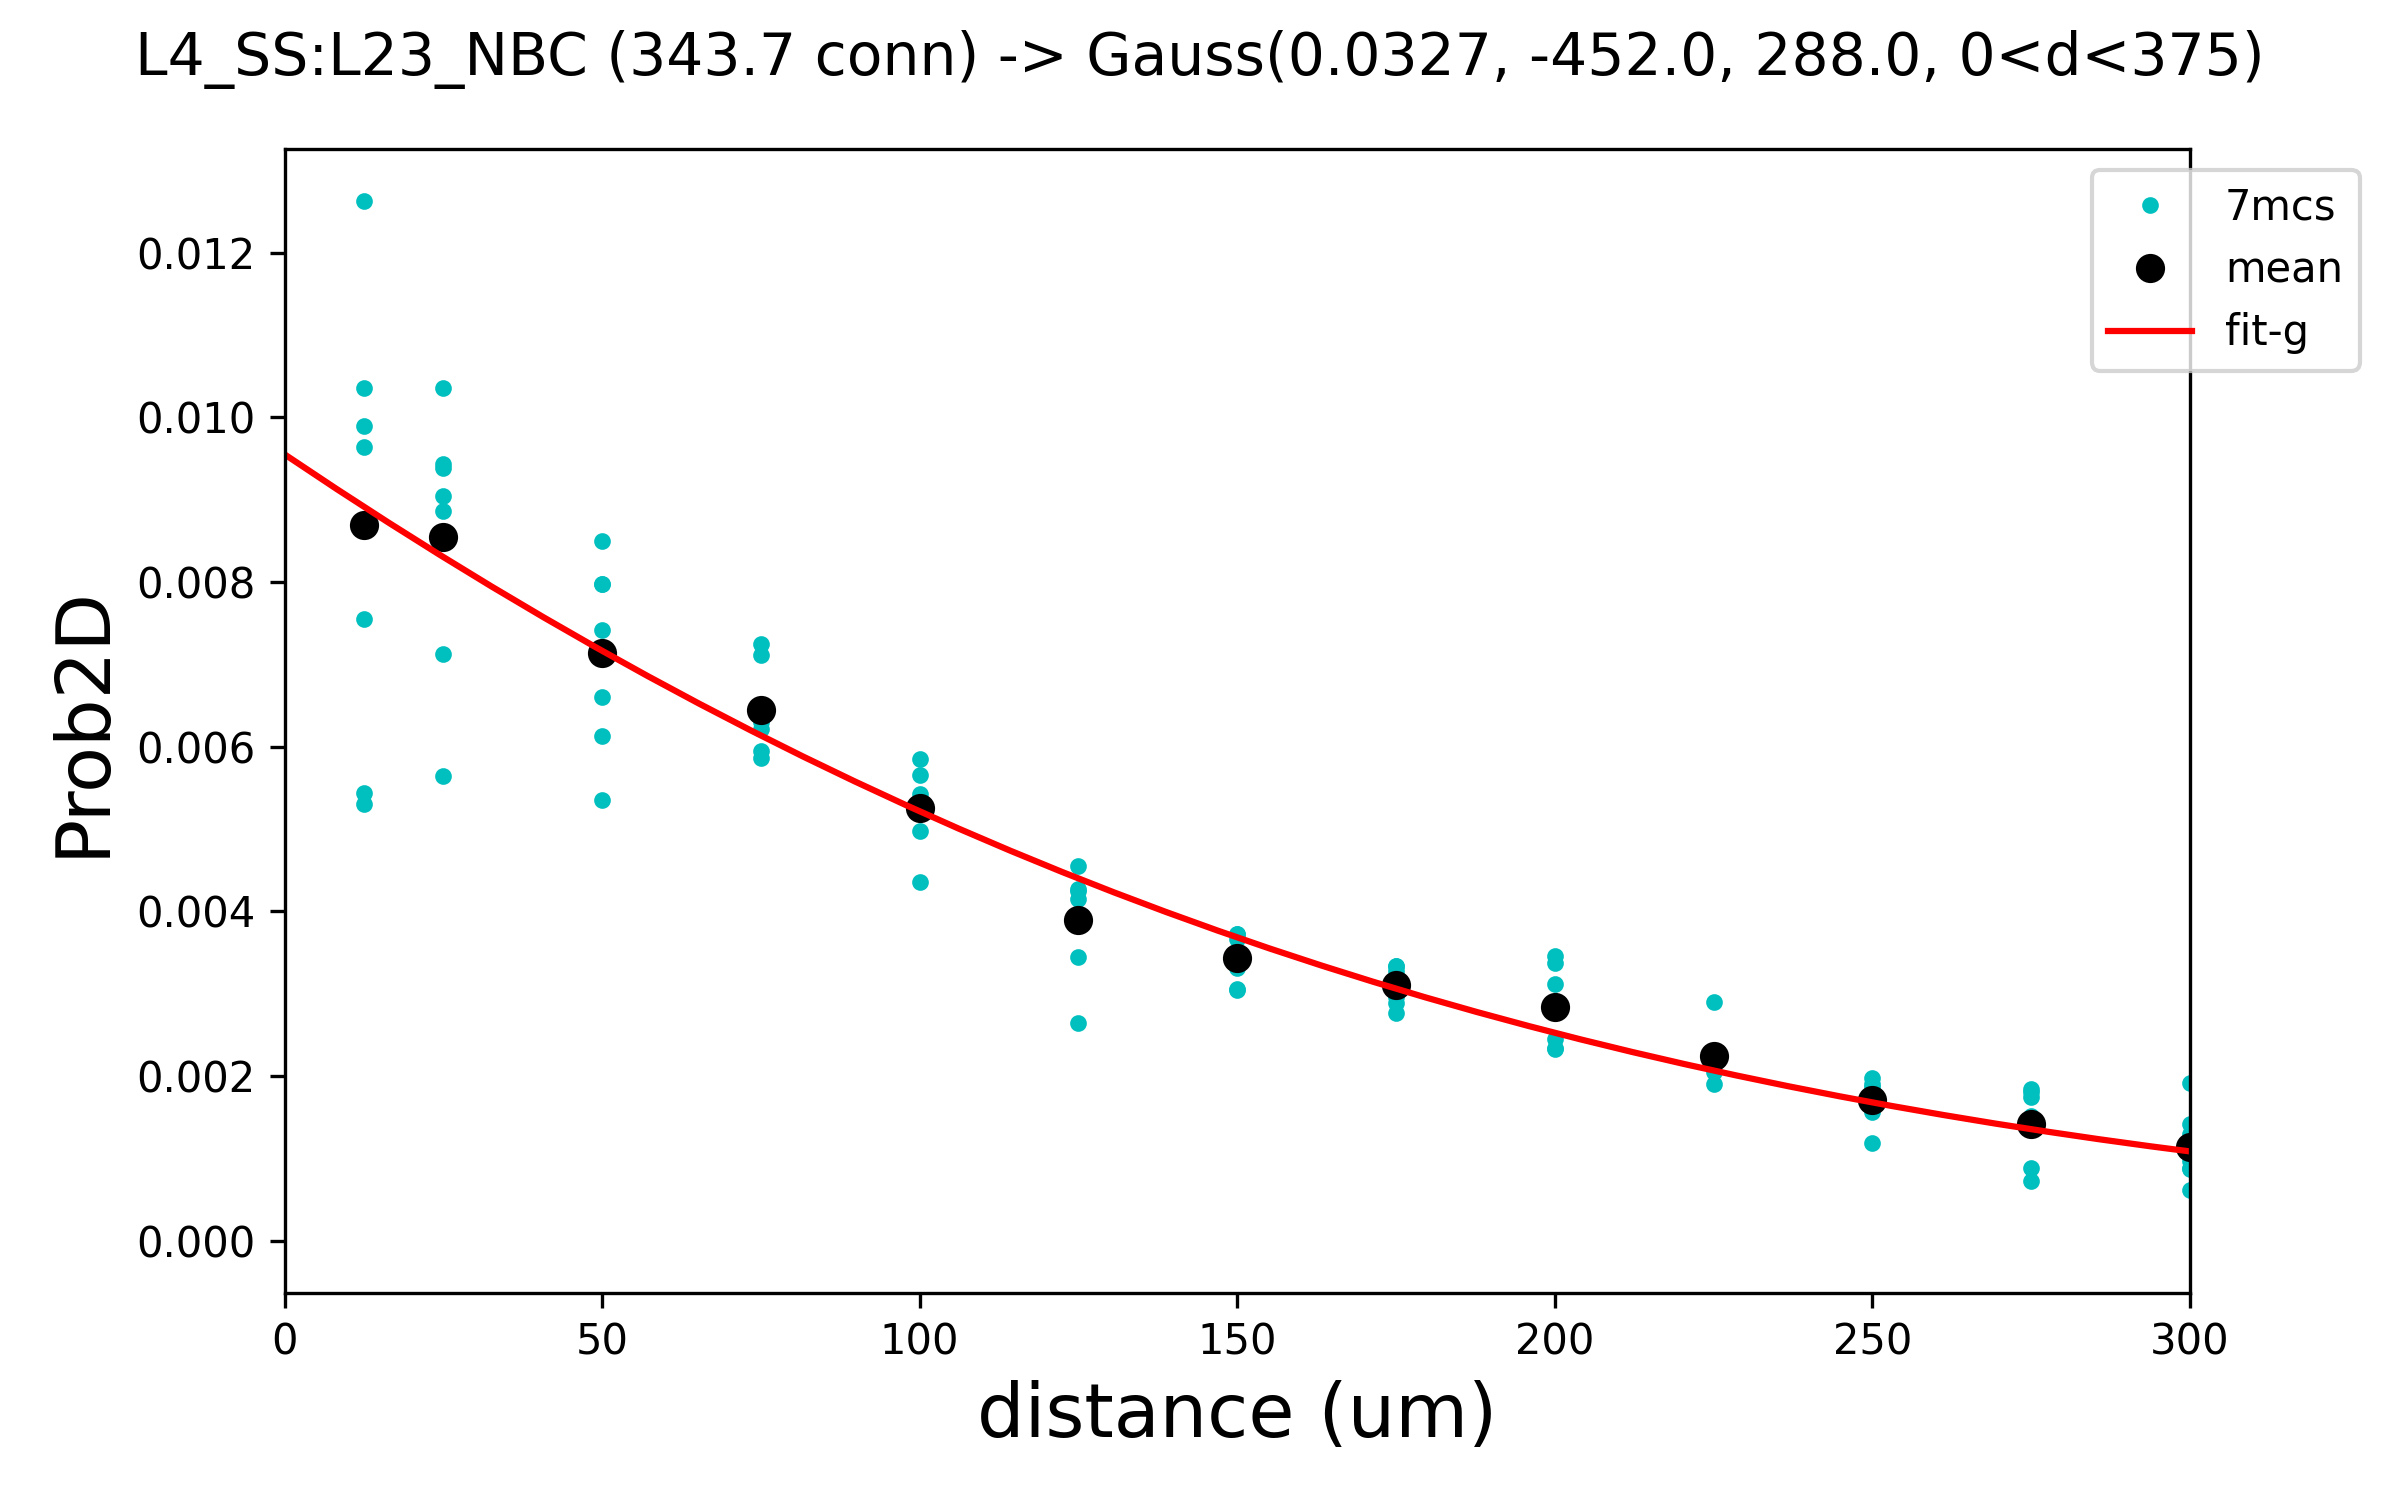 L4_SS:L23_NBC (343.7 conn) -> Gauss(0.0327, -452.0, 288.0, 0<d<375)
7mcs
mean
fit-g
0.012
0.010
0.008
0.006
0.004
0.002
0.000
Prob2D
0 50 100 150 200 250 300
distance (um)